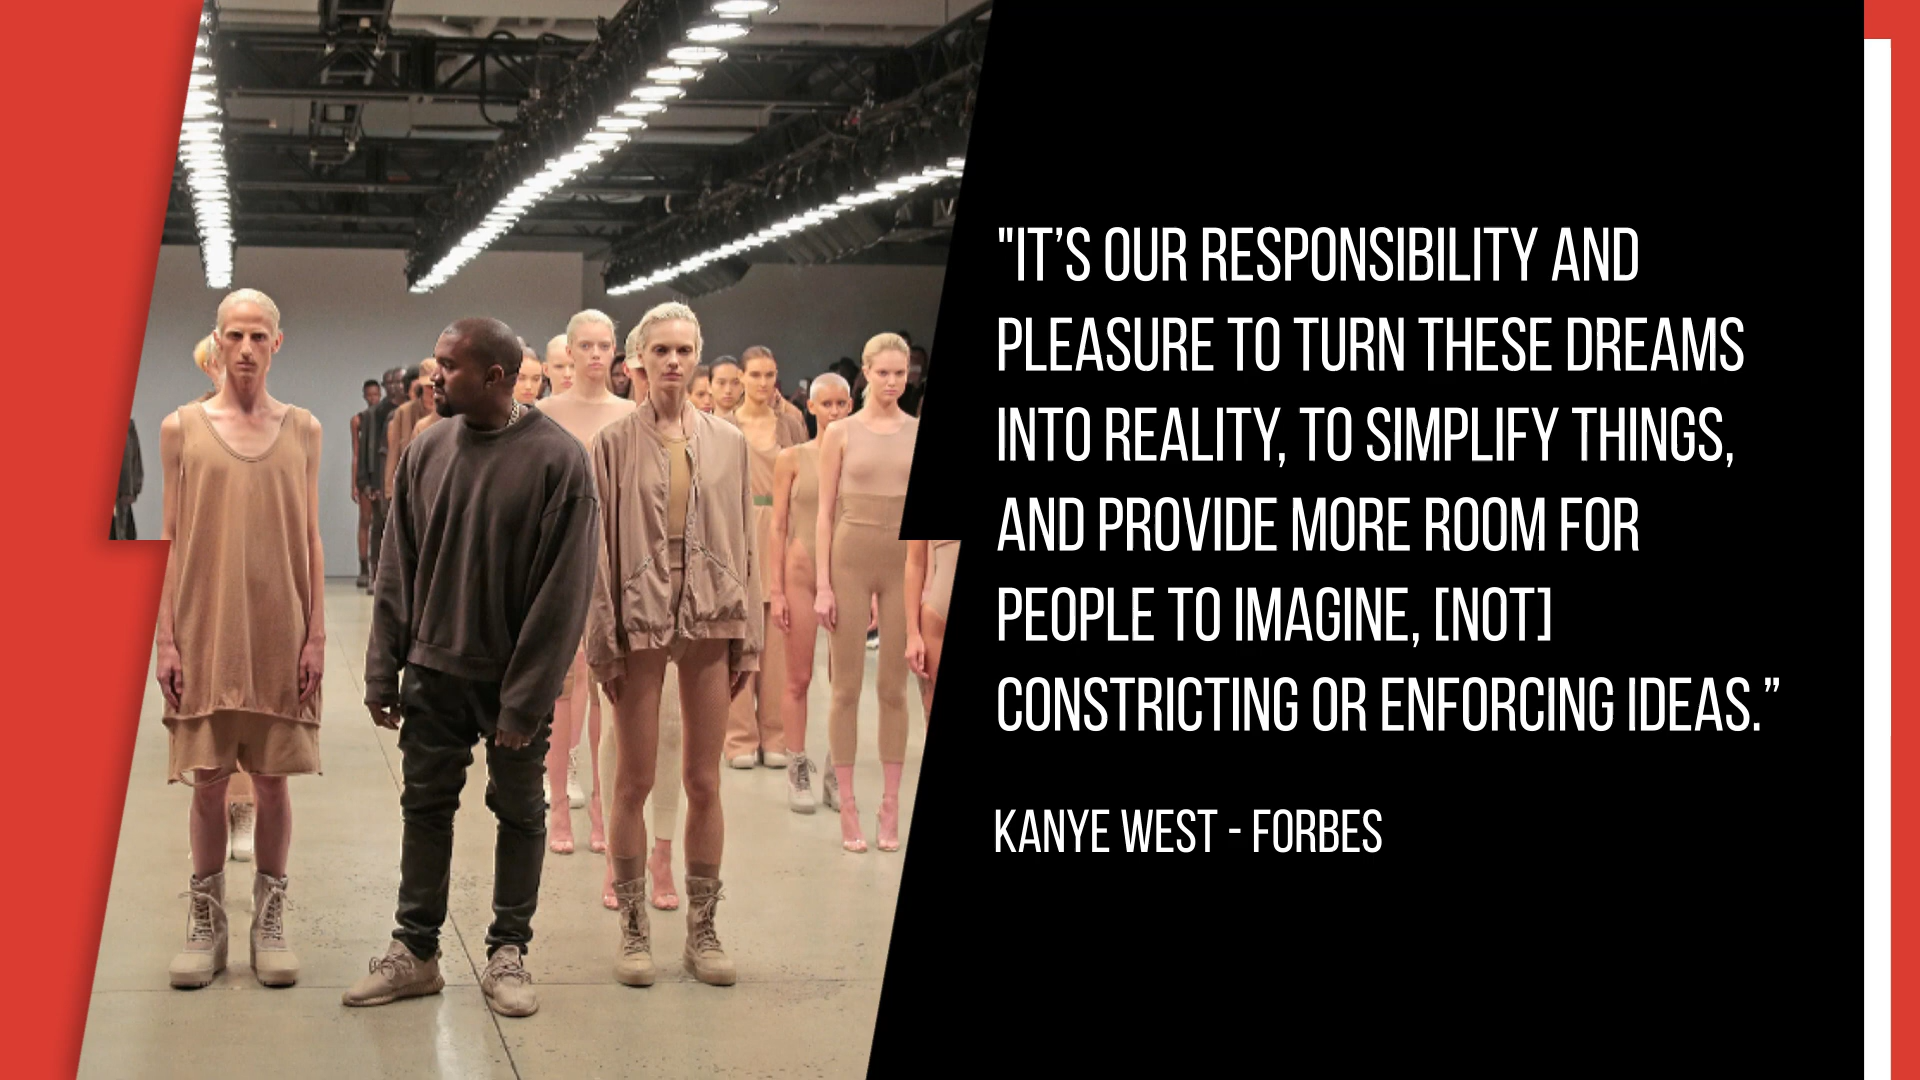 "IT’S OUR RESPONSIBILITY AND
PLEASURE TO TURN THESE DREAMS
INTO REALITY, TO SIMPLIFY THINGS,
AND PROVIDE MORE ROOM FOR
PEOPLE TO IMAGINE, [NOT]
CONSTRICTING OR ENFORCING IDEAS.”
KANYE WEST - FORBES